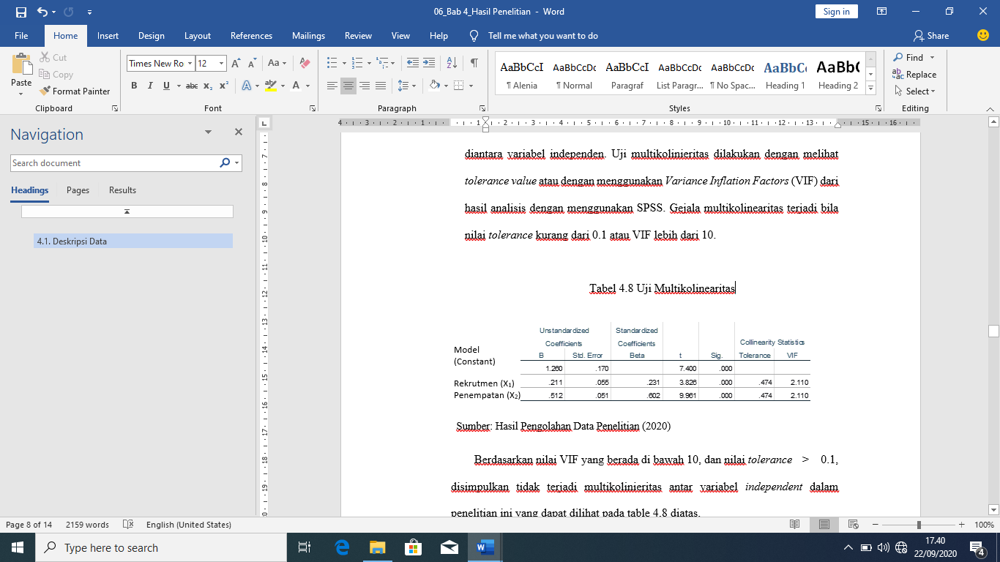 06_Bab 4_Hasil Penelitian - Word
Sign in
File Home Insert Design Layout References Mailings Review View Help Tell me what you want to do Share
Paste
Cut
Copy
Format Painter
Clipboard
Times New Ro 12
Font
Paragraph
AaBbCcI AaBbCcDc AaBbCcI AaBbCcDc AaBbCcDc AaBbCc AaBbC
¶ Alenia ¶ Normal Paragraf List Paragr... ¶ No Spac... Heading 1 Heading 2
Styles
Find
Replace
Select
Editing
Navigation
Search document
Headings Pages Results
4.1. Deskripsi Data
diantara variabel independen. Uji multikolinieritas dilakukan dengan melihat
tolerance value atau dengan menggunakan Variance Inflation Factors (VIF) dari
hasil analisis dengan menggunakan SPSS. Gejala multikolinearitas terjadi bila
nilai tolerance kurang dari 0.1 atau VIF lebih dari 10.
Tabel 4.8 Uji Multikolinearitas
Model
(Constant)
Unstandardized Coefficients
Standardized Coefficients
Collinearity Statistics
B Std. Error Beta t Sig. Tolerance VIF
1.260 .170 7.400 .000
Rekrutmen (X₁) .211 .055 .231 3.826 .000 .474 2.110
Penempatan (X₂) .512 .051 .602 9.961 .000 .474 2.110
Sumber: Hasil Pengolahan Data Penelitian (2020)
Berdasarkan nilai VIF yang berada di bawah 10, dan nilai tolerance > 0.1,
disimpulkan tidak terjadi multikolinieritas antar variabel independent dalam
penelitian ini yang dapat dilihat pada table 4.8 diatas.
Page 8 of 14 2159 words English (United States) 100%
Type here to search
17.40
22/09/2020
4